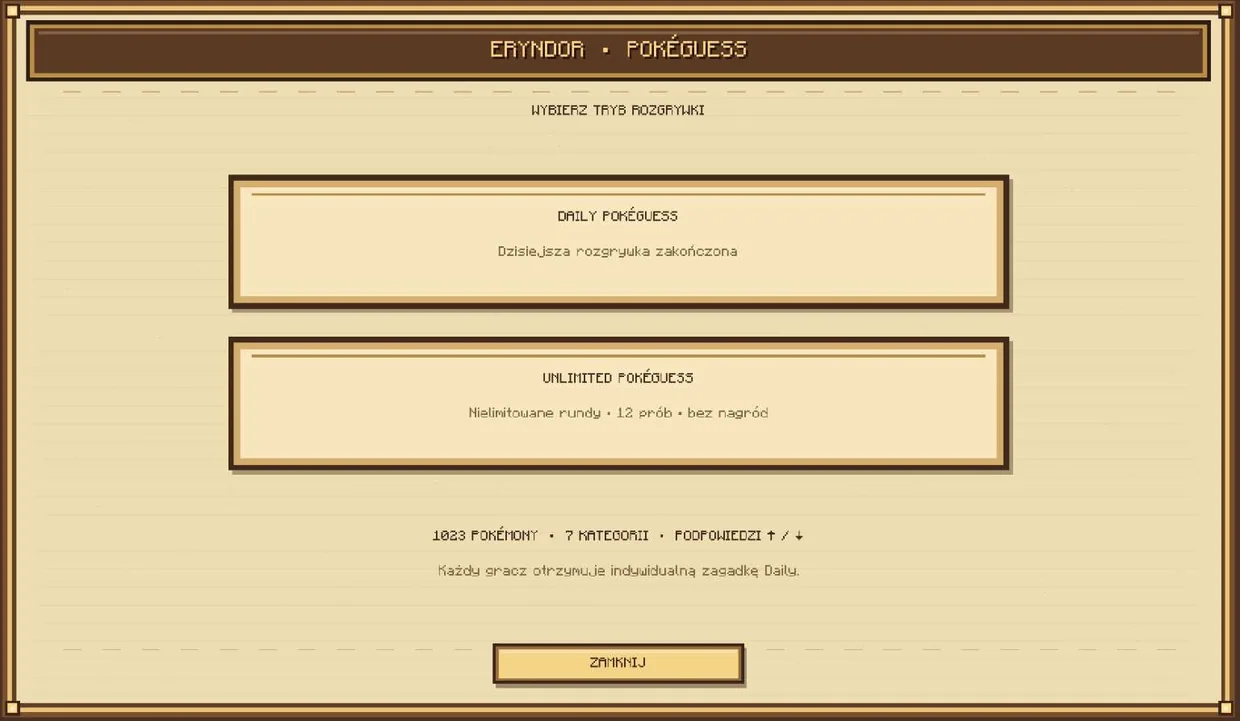 ERYNDOR • POKÉGUESS
WYBIERZ TRYB ROZGRYWKI
DAILY POKÉGUESS
Dzisiejsza rozgrywka zakończona
UNLIMITED POKÉGUESS
Nielimitowane rundy • 12 prób • bez nagród
1023 POKÉMONY • 7 KATEGORII • PODPOWIEDZI ↑ / ↓
Każdy gracz otrzymuje indywidualną zagadkę Daily.
ZAMKNIJ